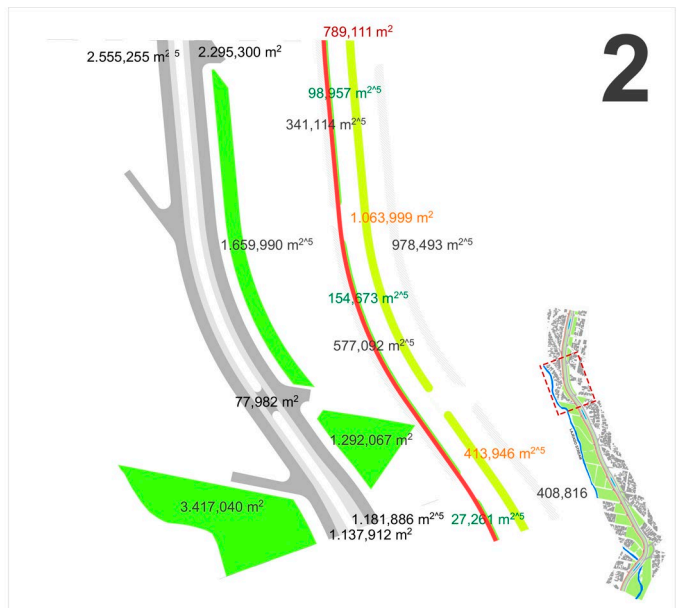 789,111 m²
2
2.555,255 m²^⁵
2.295,300 m²
98,957 m²^⁵
341,114 m²^⁵
1.063,999 m²
1.659,990 m²^⁵
978,493 m²^⁵
154,673 m²^⁵
577,092 m²^⁵
77,982 m²
1.292,067 m²
413,946 m²^⁵
3.417,040 m²
408,816
1.181,886 m²^⁵
27,261 m²^⁵
1.137,912 m²